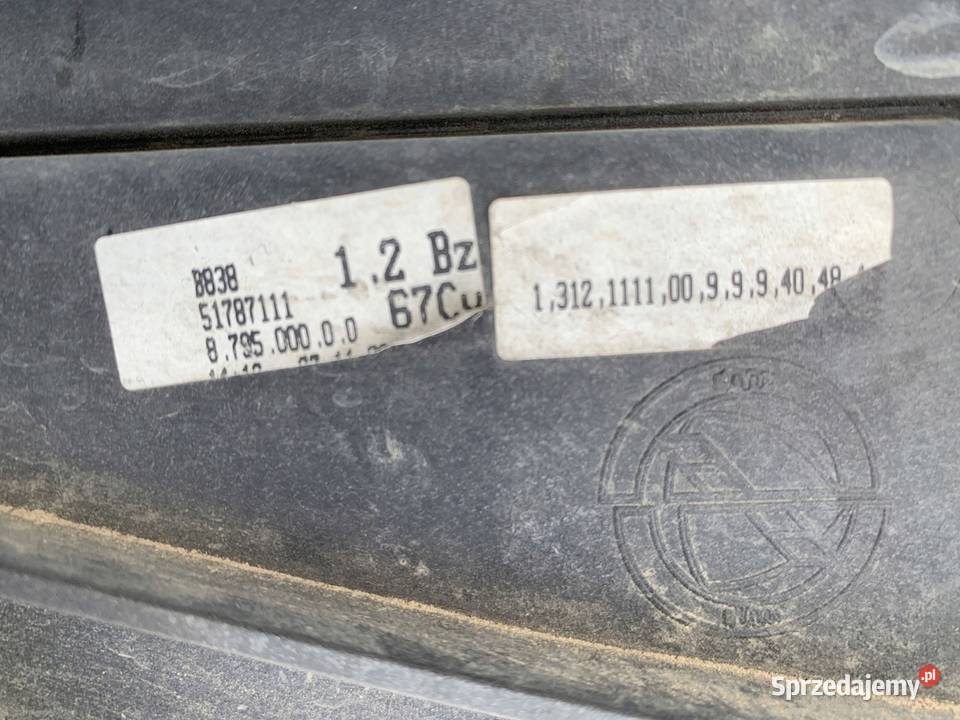 B838
51787111
8.795.000.0.0
1.2 Bz
67Cu
1,312,1111,00,9,9,9,40,48
Sprzedajemy.pl